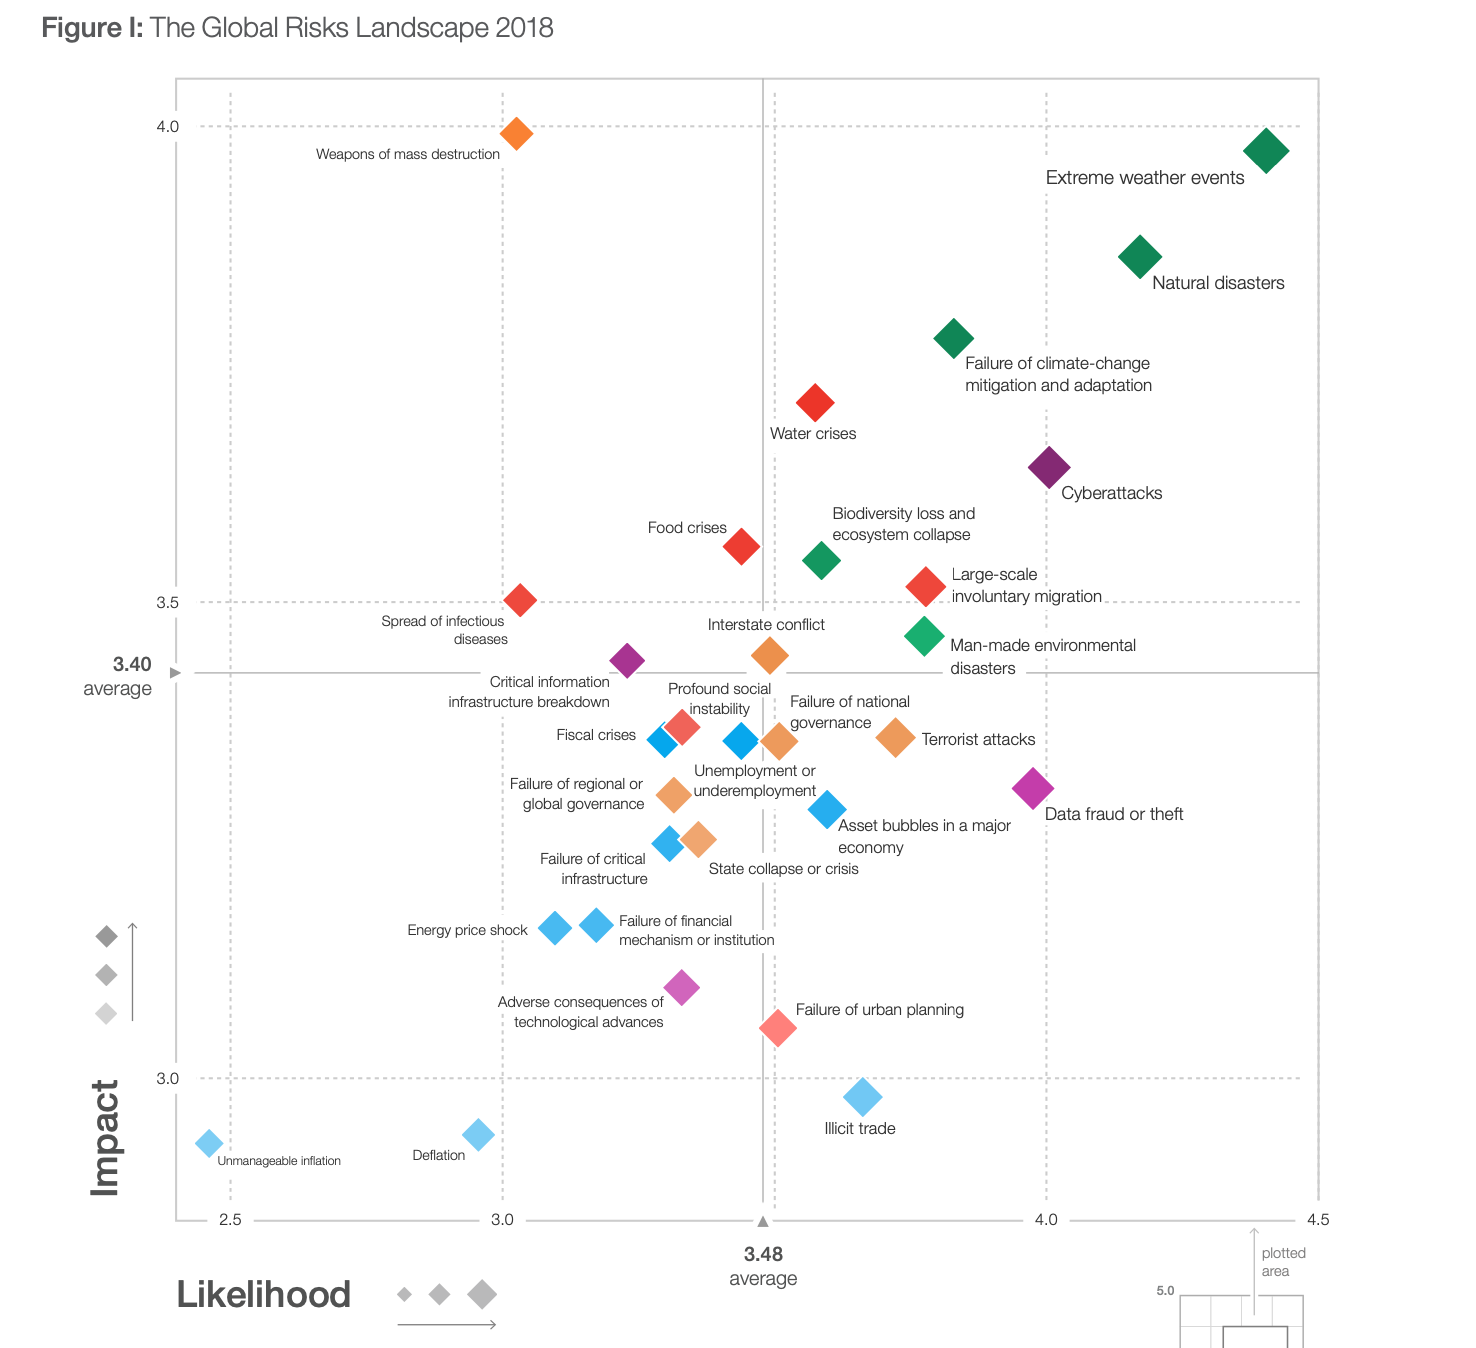 Figure I: The Global Risks Landscape 2018
4.0
Weapons of mass destruction
Extreme weather events
Natural disasters
Failure of climate-change
mitigation and adaptation
Water crises
Cyberattacks
Biodiversity loss and
ecosystem collapse
Food crises
Large-scale
involuntary migration
3.5
Spread of infectious
diseases
Interstate conflict
Man-made environmental
disasters
3.40
average
Critical information
infrastructure breakdown
Profound social
instability
Failure of national
governance
Fiscal crises
Terrorist attacks
Unemployment or
underemployment
Failure of regional or
global governance
Data fraud or theft
Asset bubbles in a major
economy
Failure of critical
infrastructure
State collapse or crisis
Energy price shock
Failure of financial
mechanism or institution
Adverse consequences of
technological advances
Failure of urban planning
3.0
Illicit trade
Unmanageable inflation
Deflation
Impact
2.5
3.0
4.0
4.5
3.48
average
plotted
area
Likelihood
5.0